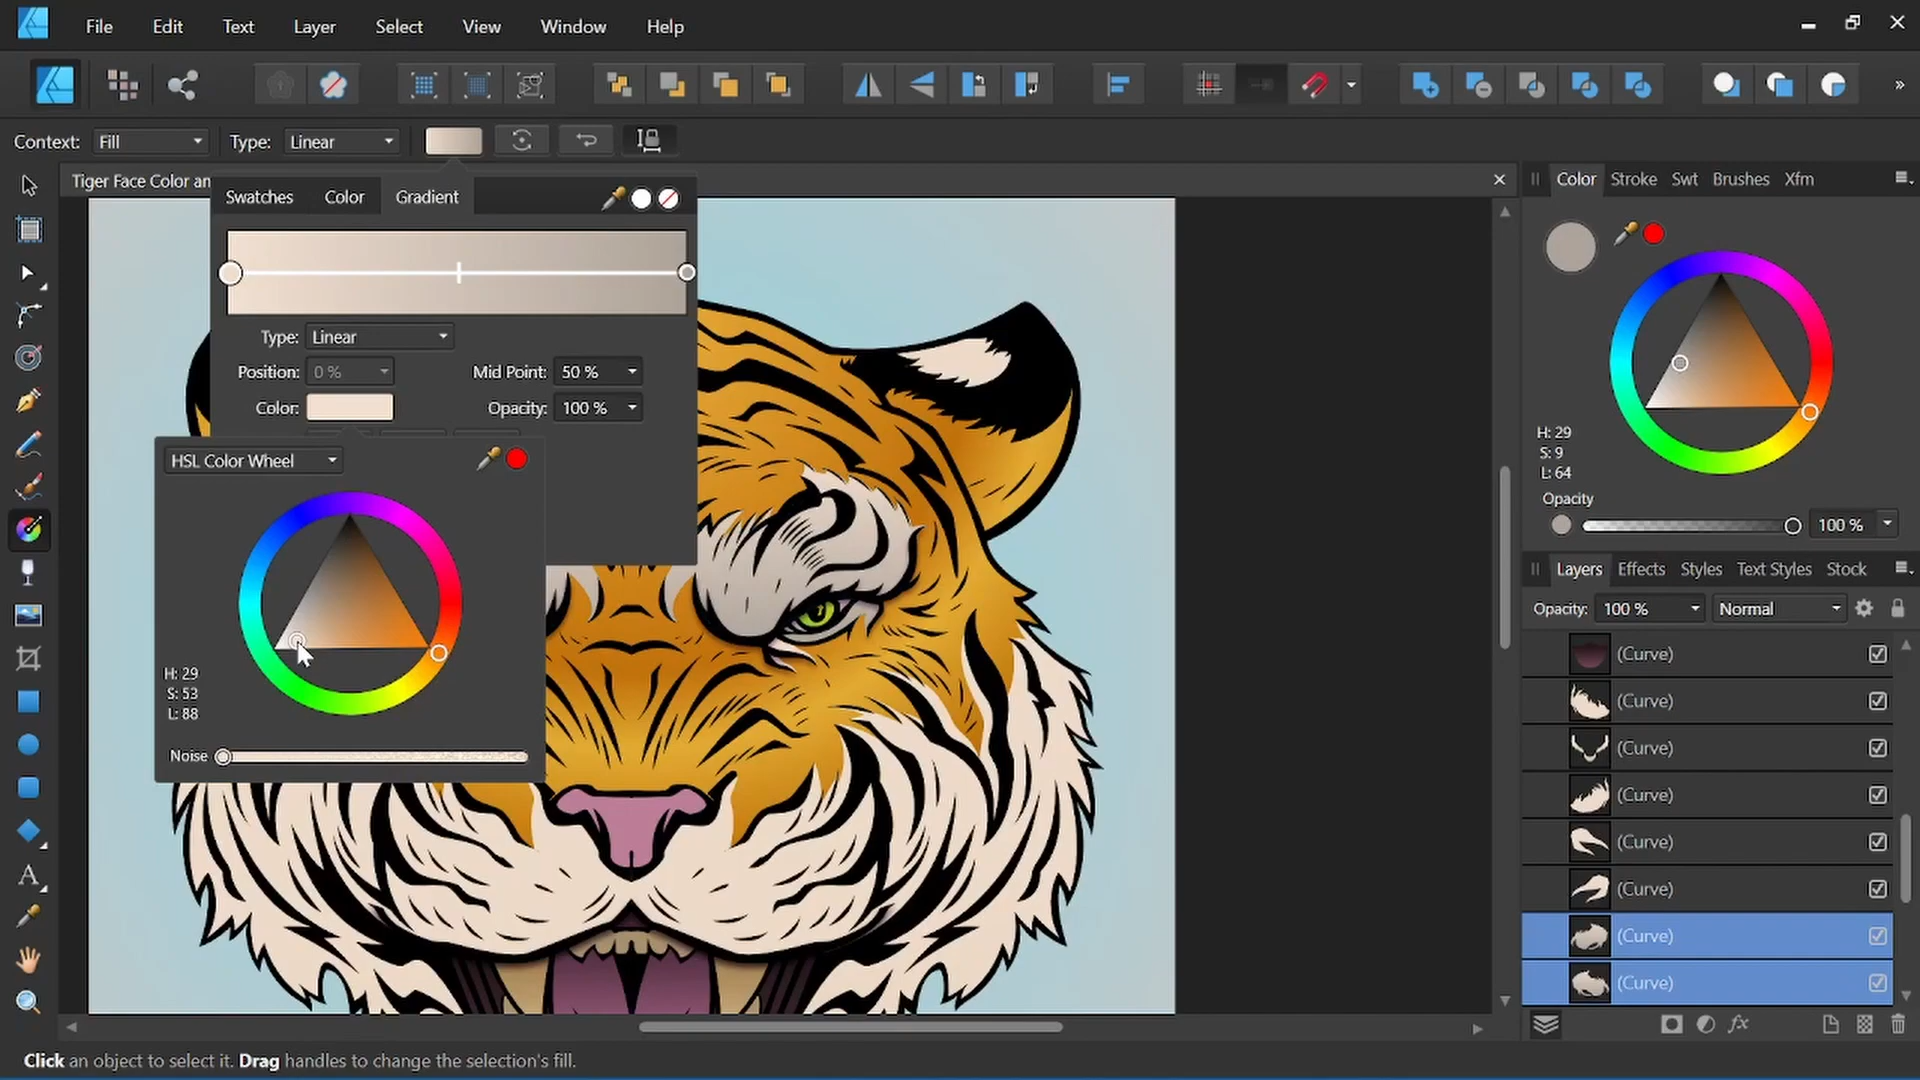 File Edit Text Layer Select View Window Help
Context: Fill Type: Linear
Tiger Face Color an
Swatches Color Gradient
Type: Linear
Position: 0 % Mid Point: 50 %
Color: Opacity: 100 %
HSL Color Wheel
H: 29
S: 53
L: 88
Noise
Color Stroke Swt Brushes Xfm
H: 29
S: 9
L: 64
Opacity
100 %
Layers Effects Styles Text Styles Stock
Opacity: 100 % Normal
(Curve)
(Curve)
(Curve)
(Curve)
(Curve)
(Curve)
(Curve)
(Curve)
fx
Click an object to select it. Drag handles to change the selection's fill.